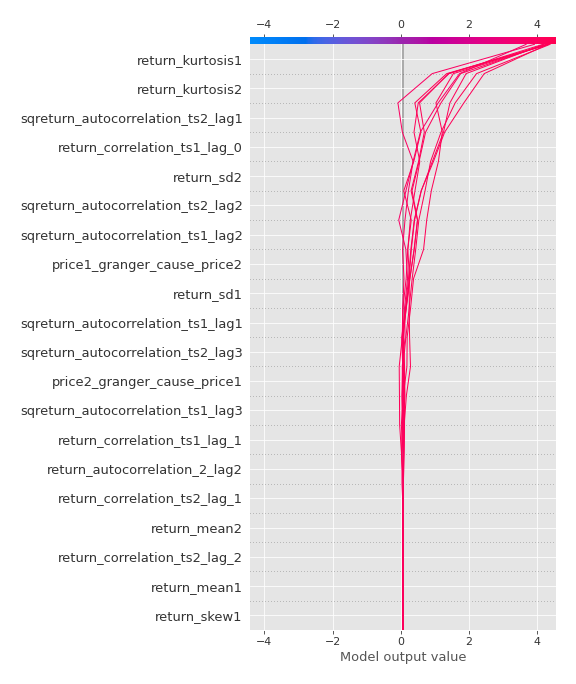 −4 −2 0 2 4
return_kurtosis1
return_kurtosis2
sqreturn_autocorrelation_ts2_lag1
return_correlation_ts1_lag_0
return_sd2
sqreturn_autocorrelation_ts2_lag2
sqreturn_autocorrelation_ts1_lag2
price1_granger_cause_price2
return_sd1
sqreturn_autocorrelation_ts1_lag1
sqreturn_autocorrelation_ts2_lag3
price2_granger_cause_price1
sqreturn_autocorrelation_ts1_lag3
return_correlation_ts1_lag_1
return_autocorrelation_2_lag2
return_correlation_ts2_lag_1
return_mean2
return_correlation_ts2_lag_2
return_mean1
return_skew1
−4 −2 0 2 4
Model output value